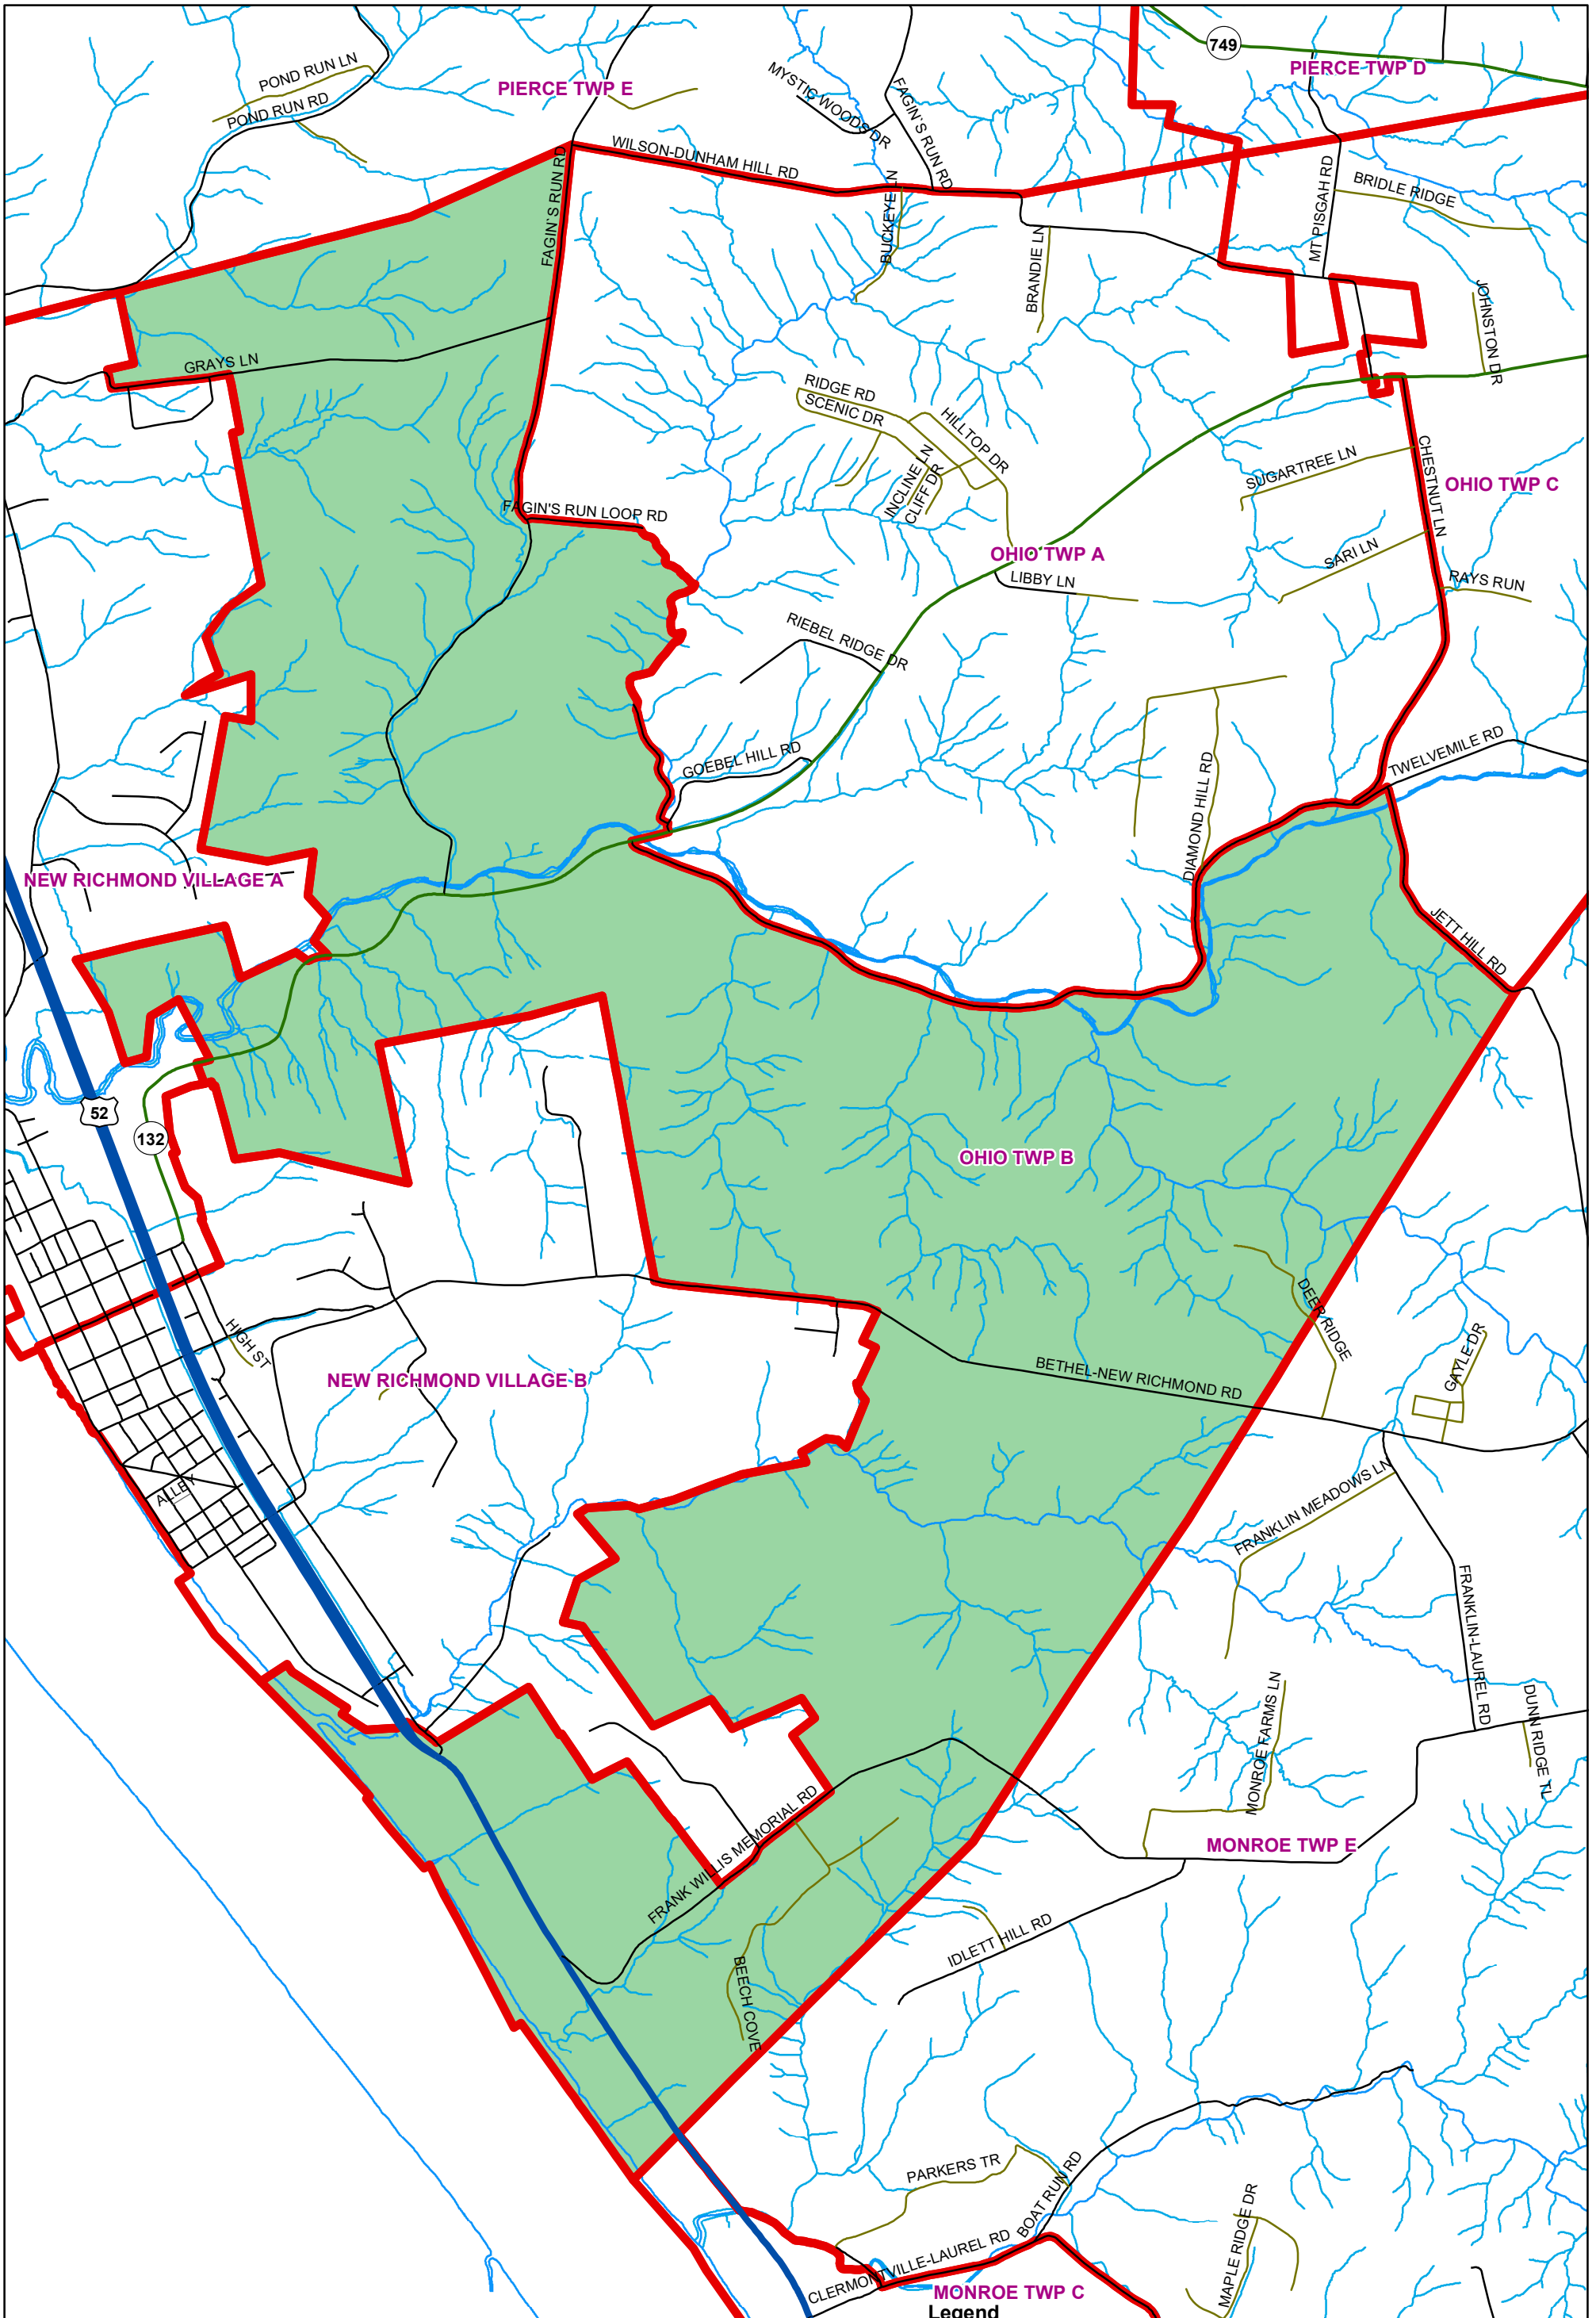 749
PIERCE TWP D
POND RUN LN
PIERCE TWP E
MYSTIC WOODS DR
FAGIN'S RUN RD
POND RUN RD
WILSON-DUNHAM HILL RD
FAGIN'S RUN RD
BUCKEYE LN
MT PISGAH RD
BRIDLE RIDGE
BRANDIE LN
JOHNSTON DR
GRAYS LN
RIDGE RD
SCENIC DR
HILLTOP DR
INCLINE LN
CLIFF DR
SUGARTREE LN
CHESTNUT LN
OHIO TWP C
FAGIN'S RUN LOOP RD
OHIO TWP A
SARI LN
LIBBY LN
RAYS RUN
RIEBEL RIDGE DR
GOEBEL HILL RD
TWELVEMILE RD
DIAMOND HILL RD
NEW RICHMOND VILLAGE A
JETT HILL RD
52
132
OHIO TWP B
DEER RIDGE
HIGH ST
GAYLE DR
NEW RICHMOND VILLAGE B
BETHEL-NEW RICHMOND RD
FRANKLIN MEADOWS LN
ALLEY
FRANKLIN-LAUREL RD
MONROE FARMS LN
DUNN RIDGE TL
FRANK WILLIS MEMORIAL RD
MONROE TWP E
IDLETT HILL RD
BEECH COVE
PARKERS TR
BOAT RUN RD
CLERMONTVILLE-LAUREL RD
MAPLE RIDGE DR
MONROE TWP C
Legend